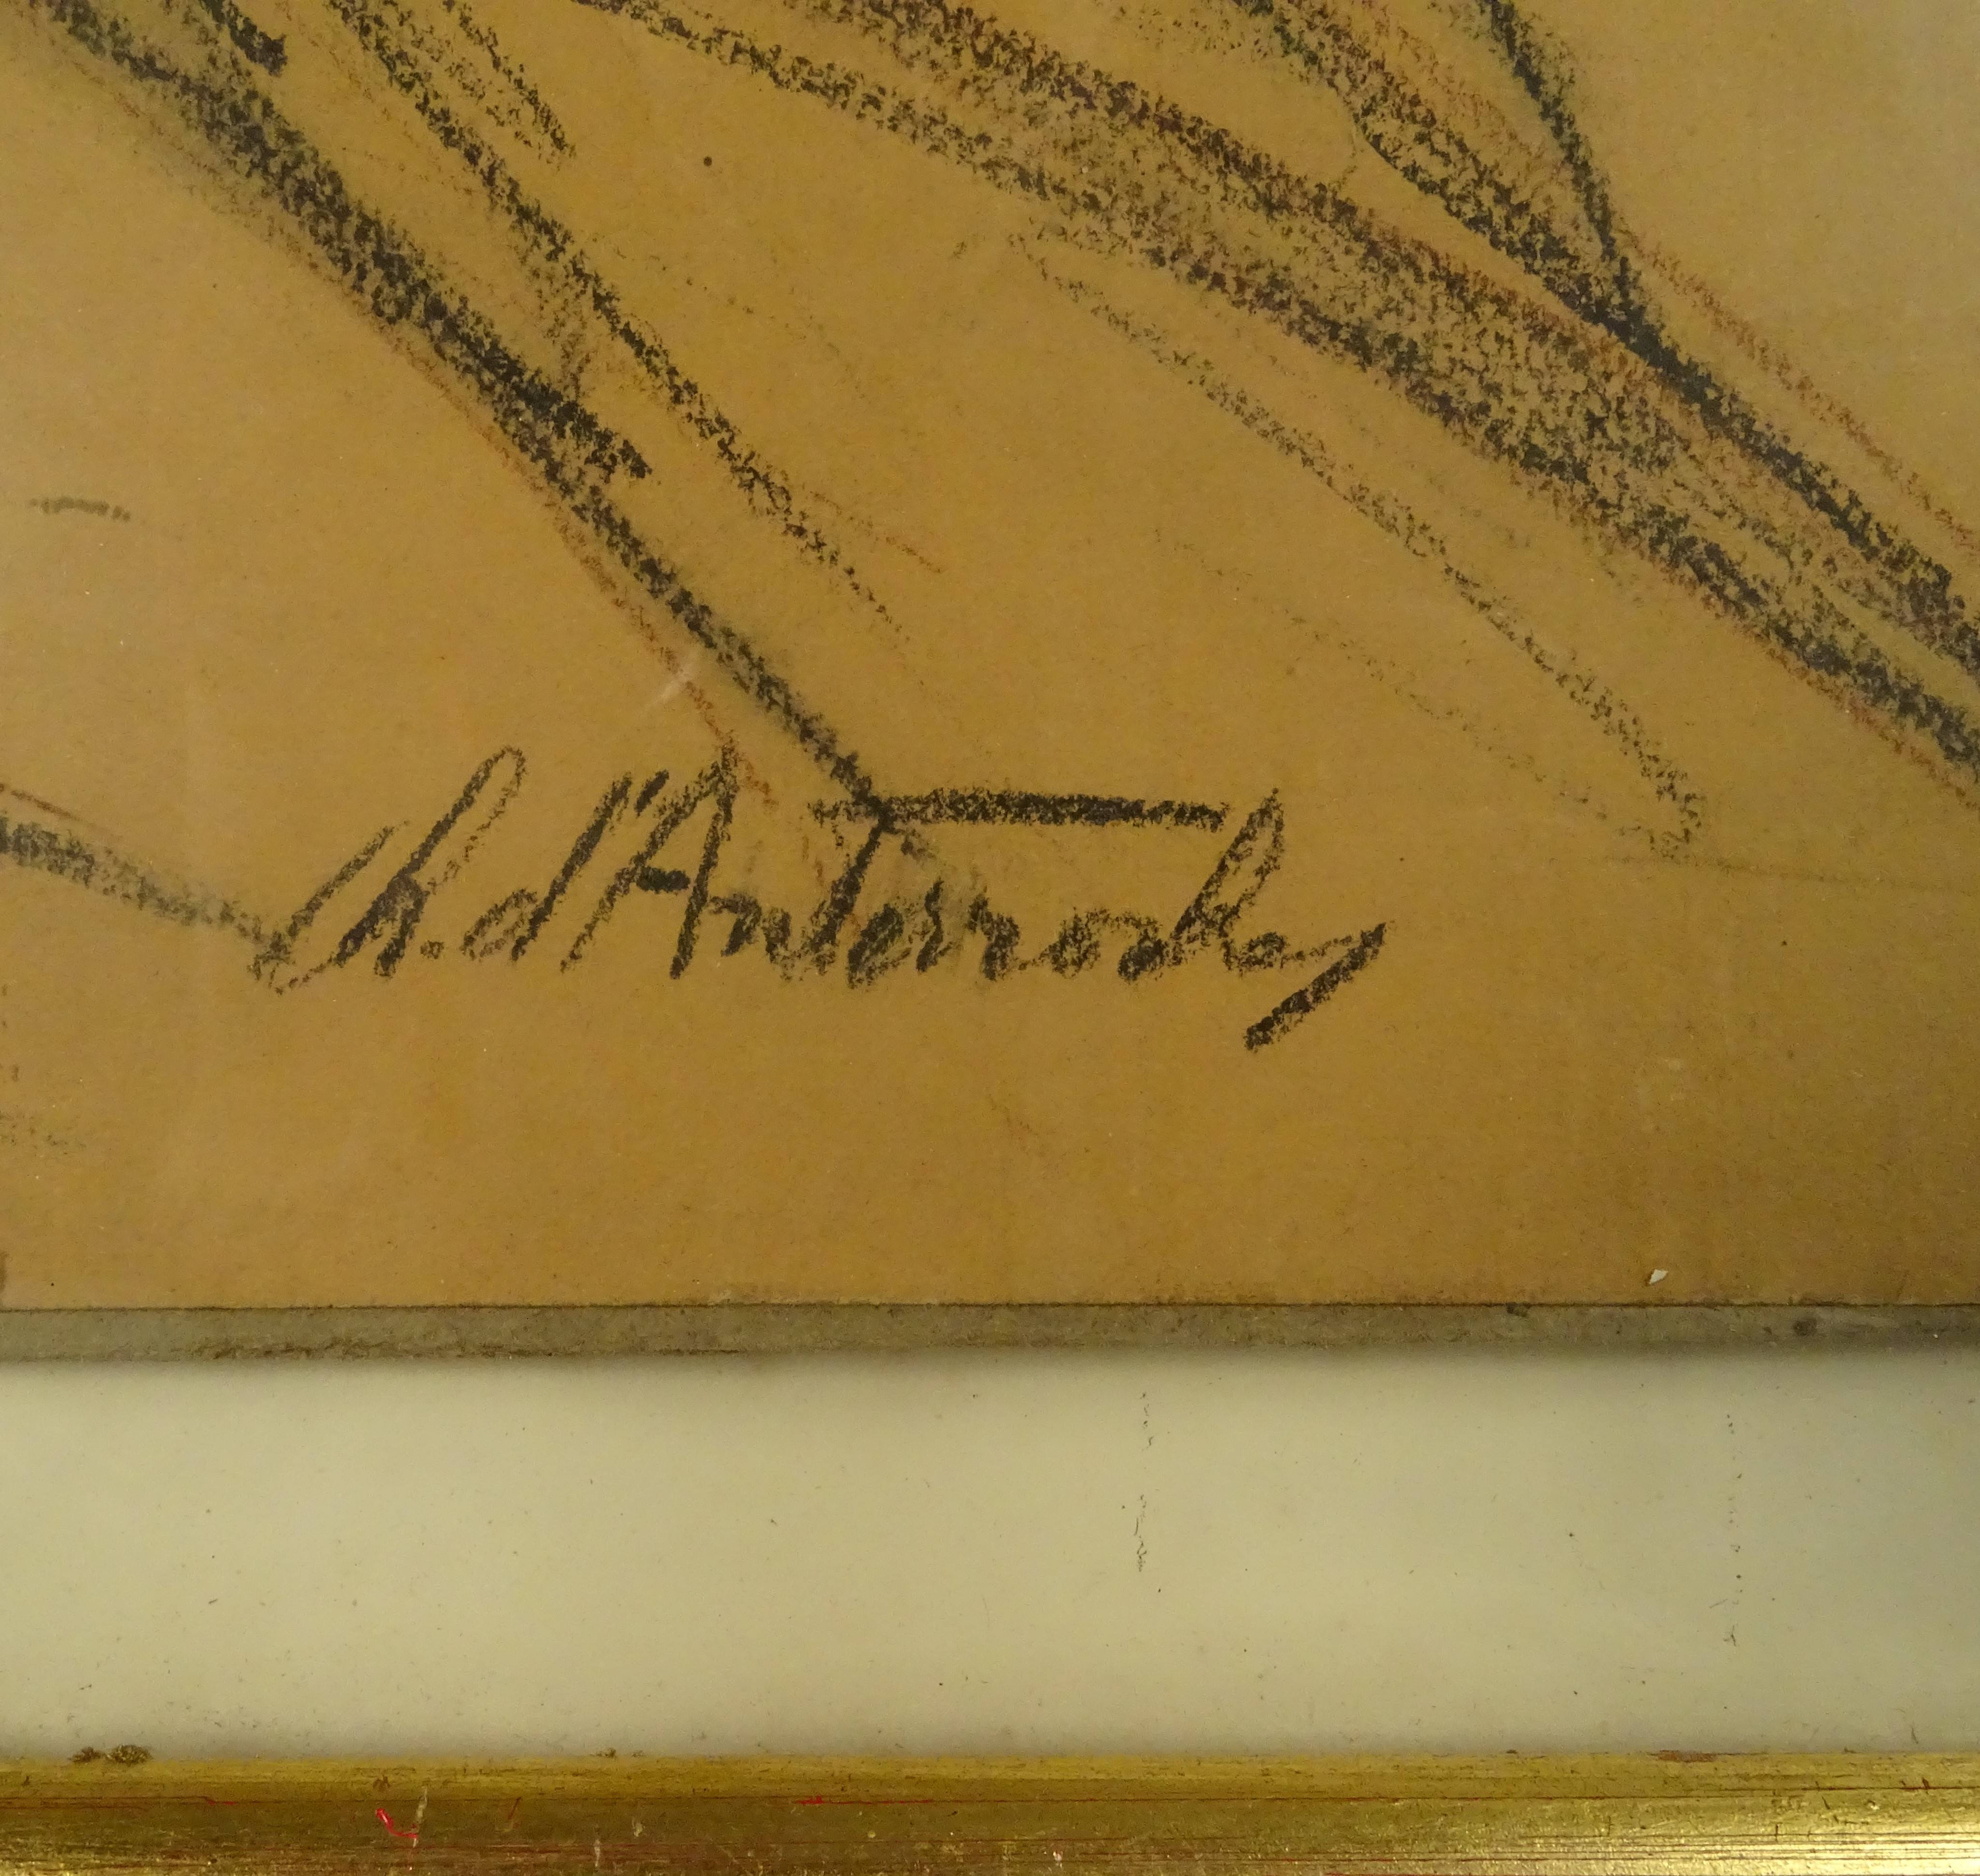 Ch. d'Anterroches